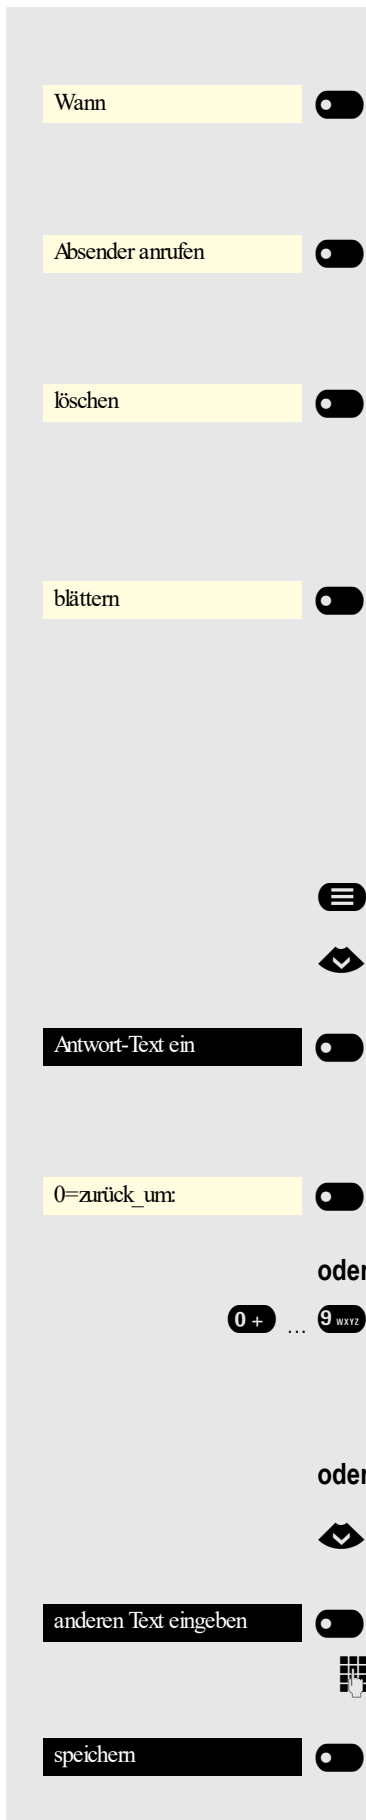 Wann
Absender anrufen
löschen
blättern
Antwort-Text ein
0=zurück_um:
oder
0 + ... 9 WXYZ
oder
anderen Text eingeben
speichern